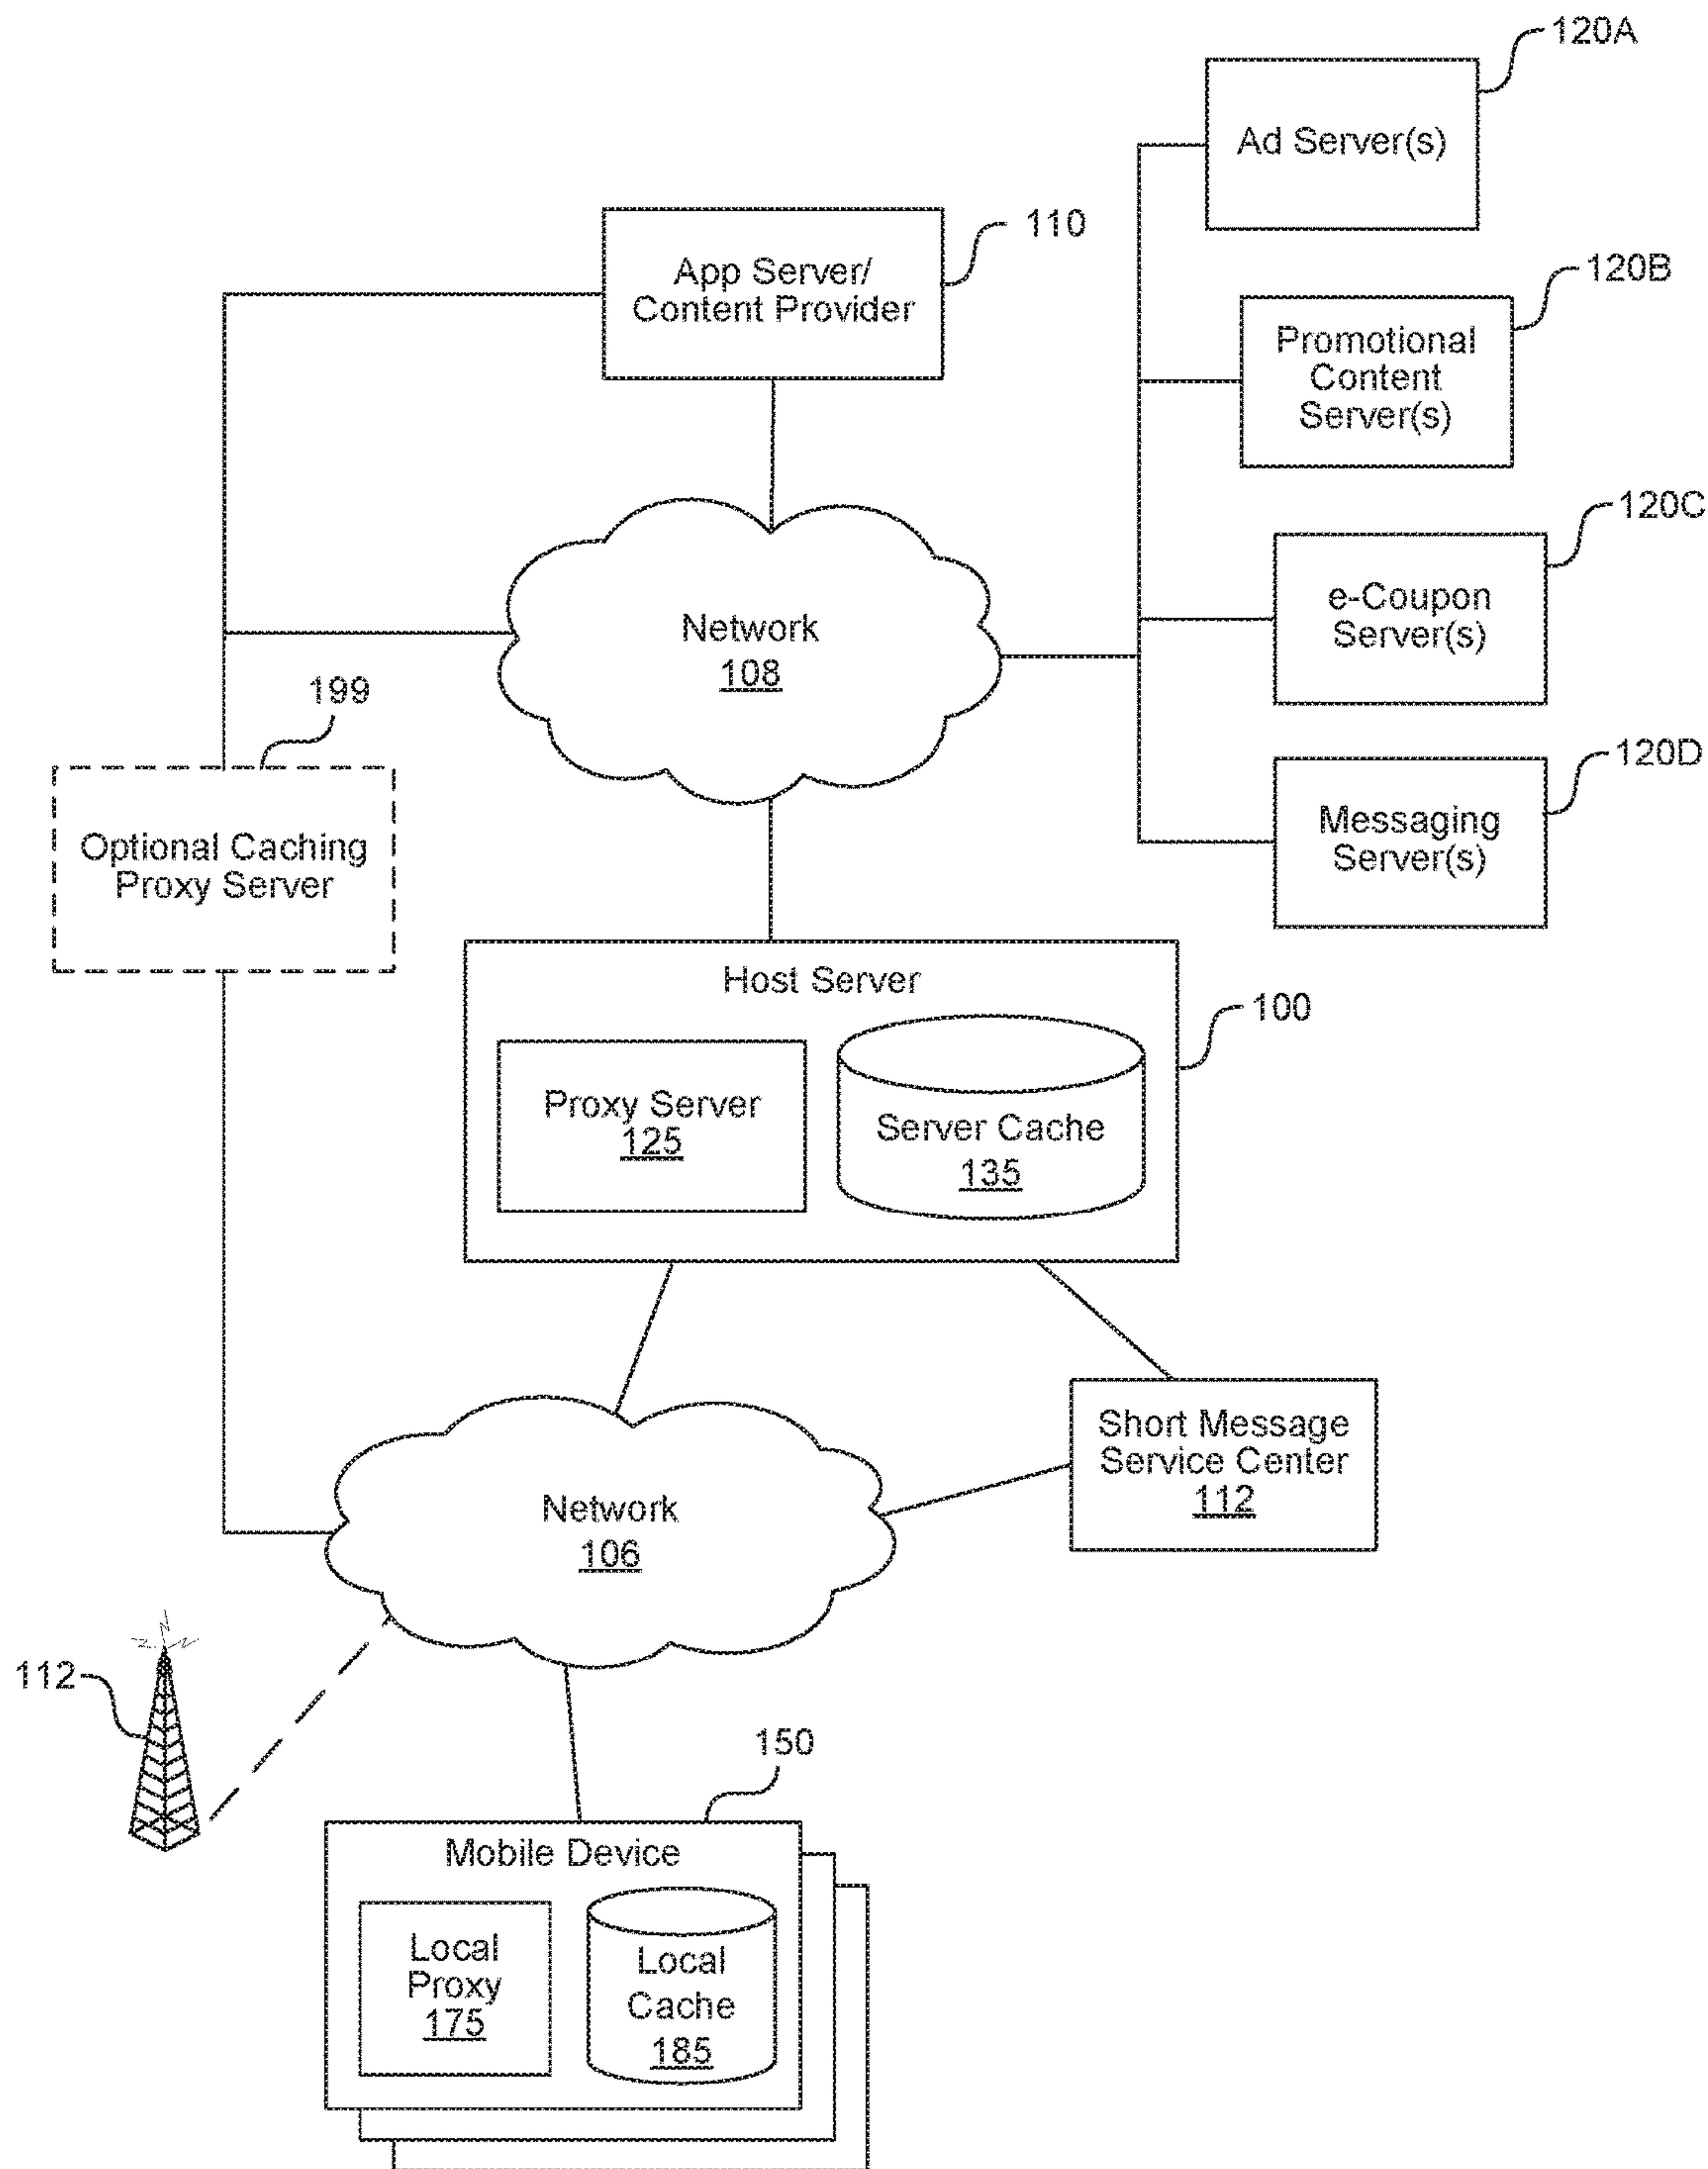 120A
Ad Server(s)
110
App Server/
Content Provider
120B
Promotional
Content
Server(s)
120C
e-Coupon
Server(s)
Network
108
199
120D
Messaging
Server(s)
Optional Caching
Proxy Server
Host Server
100
Proxy Server
125
Server Cache
135
Short Message
Service Center
112
Network
106
112
150
Mobile Device
Local
Proxy
175
Local
Cache
185